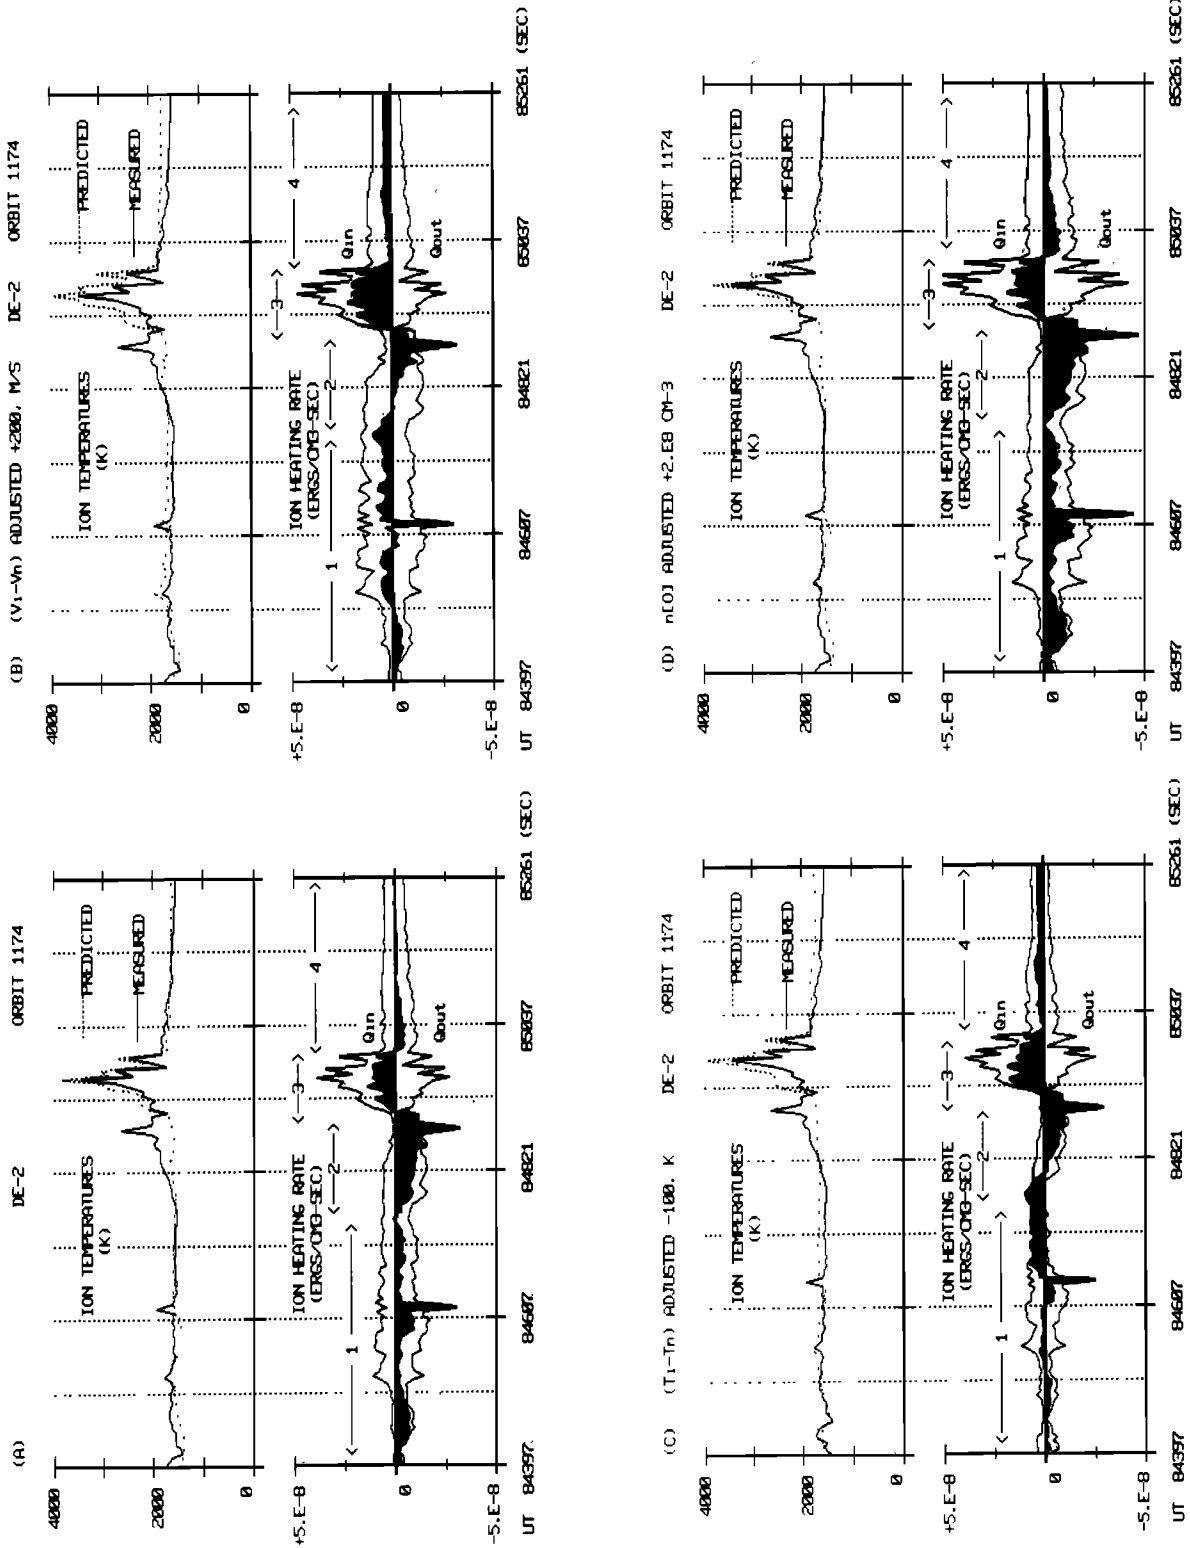 (A) DE-2 ORBIT 1174
4000
2000
0
ION TEMPERATURES
(K)
PREDICTED
MEASURED
+5.E-8
0
-5.E-8
ION HEATING RATE
(ERGS/CM3-SEC)
1
2
3
4
Qin
Qout
UT 84397 84607 84821 85037 85261 (SEC)
(B) (Vi-Vn) ADJUSTED +200, M/S DE-2 ORBIT 1174
4000
2000
0
ION TEMPERATURES
(K)
PREDICTED
MEASURED
+5.E-8
0
-5.E-8
ION HEATING RATE
(ERGS/CM3-SEC)
1
2
3
4
Qin
Qout
UT 84397 84607 84821 85037 85261 (SEC)
(C) (Ti-Tn) ADJUSTED -100. K DE-2 ORBIT 1174
4000
2000
0
ION TEMPERATURES
(K)
PREDICTED
MEASURED
+5.E-8
0
-5.E-8
ION HEATING RATE
(ERGS/CM3-SEC)
1
2
3
4
Qin
Qout
UT 84397 84607 84821 85037 85261 (SEC)
(D) n[O] ADJUSTED +2.E8 CM-3 DE-2 ORBIT 1174
4000
2000
0
ION TEMPERATURES
(K)
PREDICTED
MEASURED
+5.E-8
0
-5.E-8
ION HEATING RATE
(ERGS/CM3-SEC)
1
2
3
4
Qin
Qout
UT 84397 84607 84821 85037 85261 (SEC)